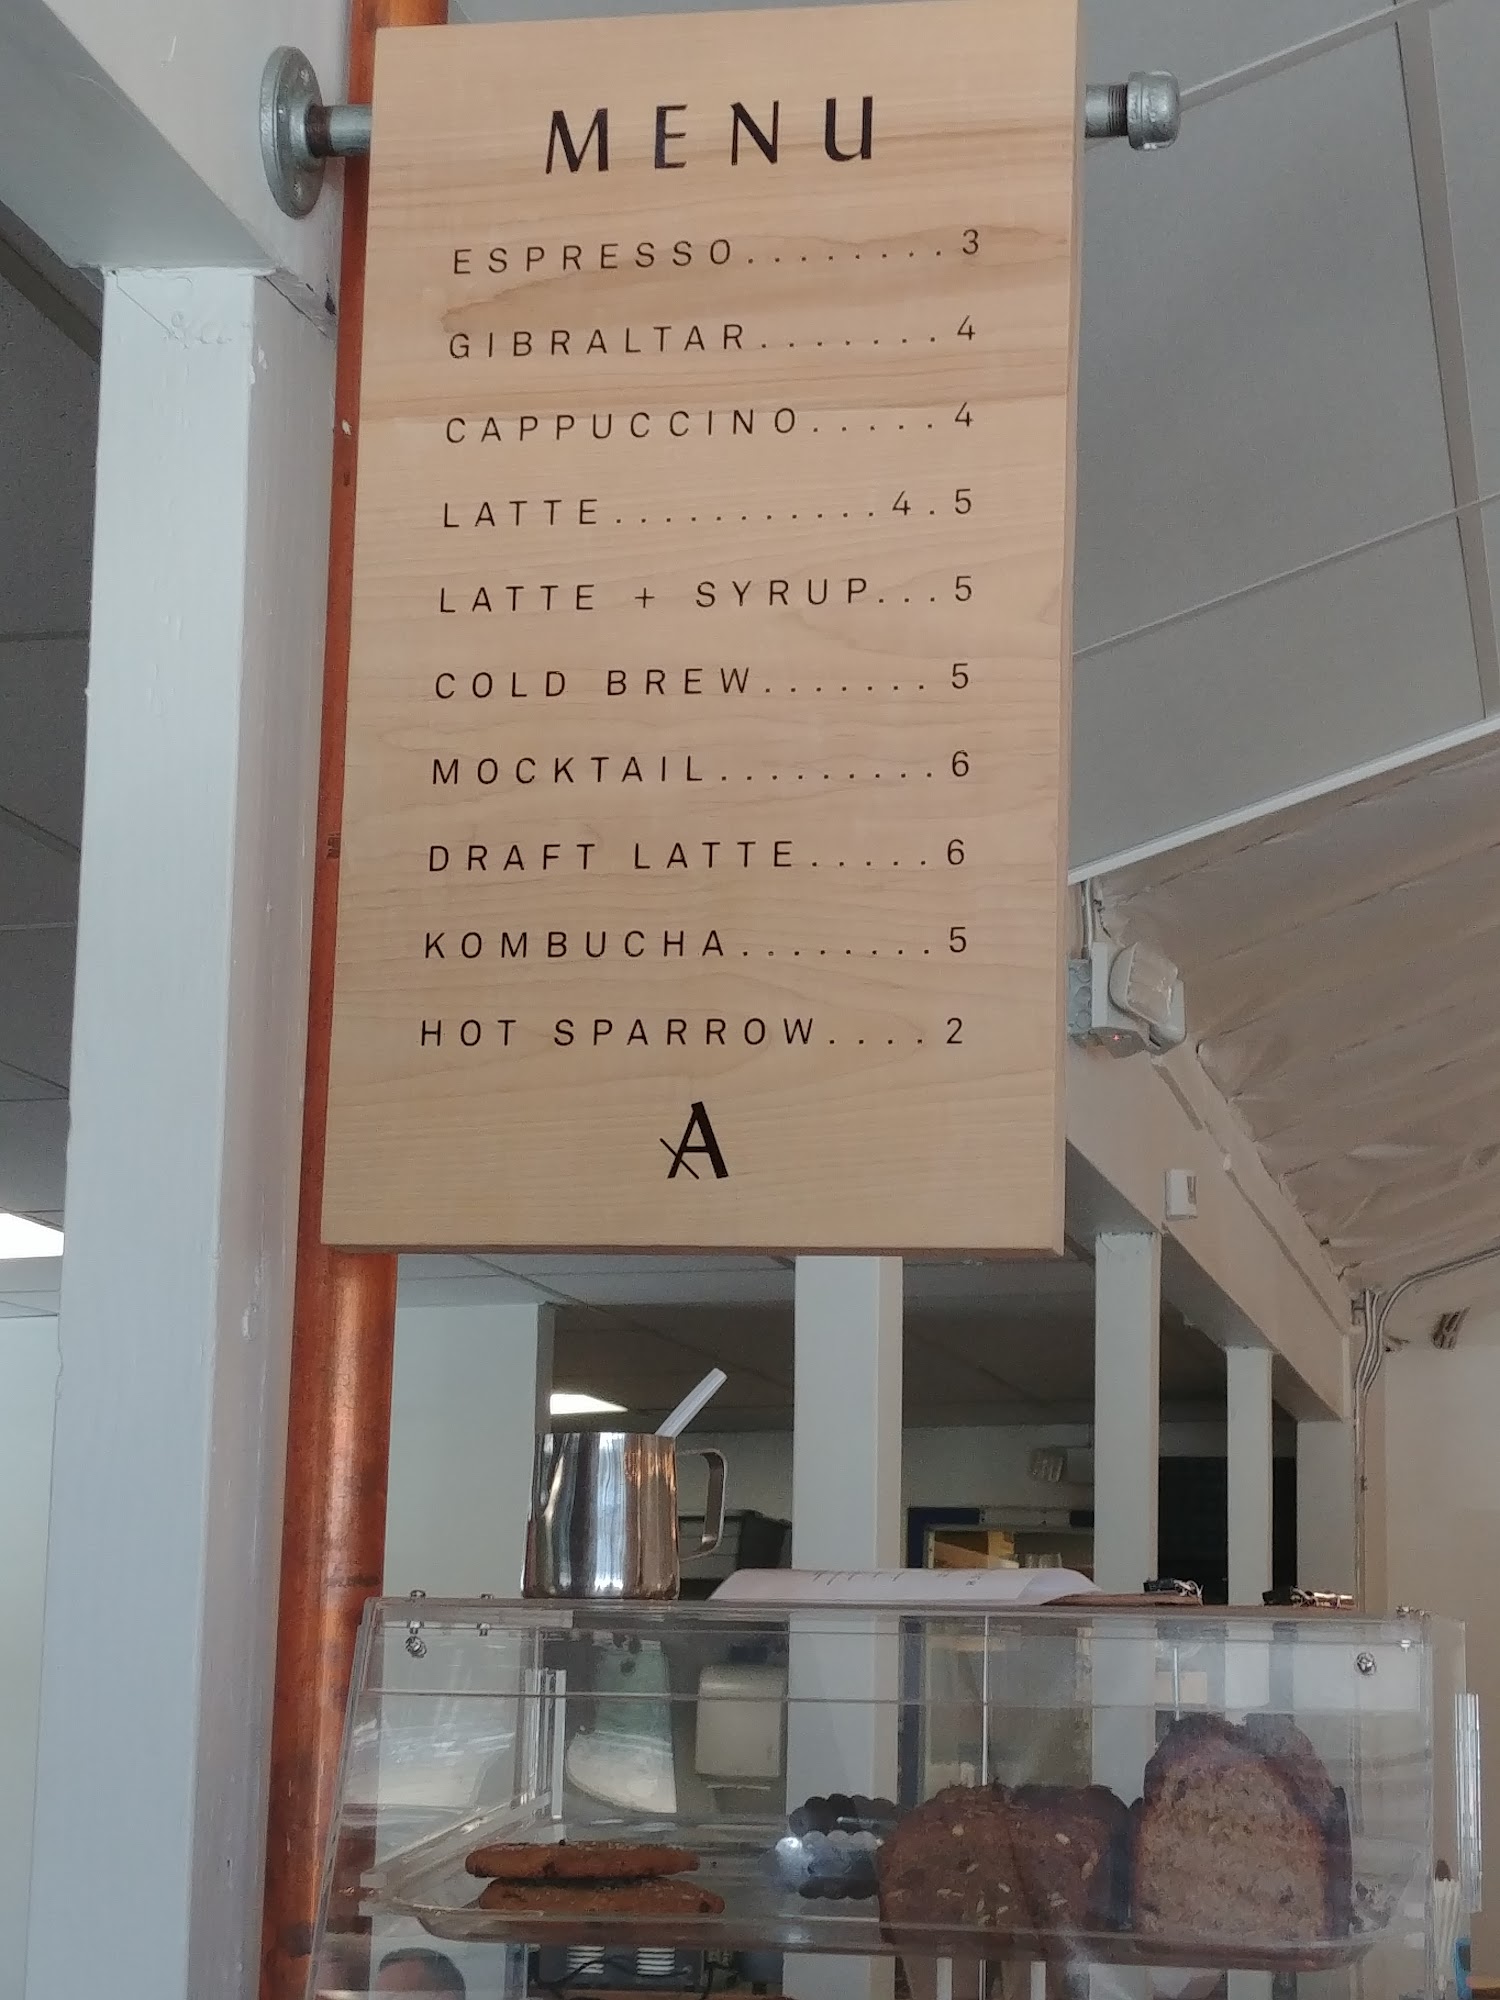 MENU
ESPRESSO........3
GIBRALTAR.......4
CAPPUCCINO.....4
LATTE...........4.5
LATTE + SYRUP...5
COLD BREW.......5
MOCKTAIL.........6
DRAFT LATTE.....6
KOMBUCHA........5
HOT SPARROW....2
A